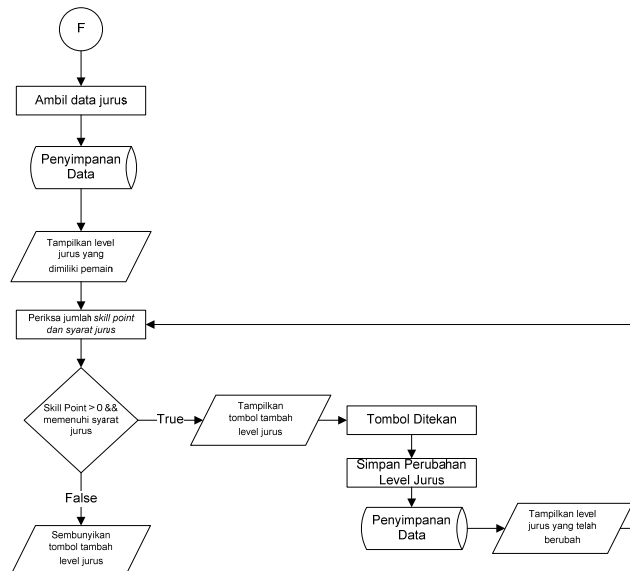 F
Ambil data jurus
Penyimpanan
Data
Tampilkan level
jurus yang
dimiliki pemain
Periksa jumlah skill point
dan syarat jurus
Skill Point > 0 &&
memenuhi syarat
jurus
True
Tampilkan
tombol tambah
level jurus
Tombol Ditekan
Simpan Perubahan
Level Jurus
Penyimpanan
Data
Tampilkan level
jurus yang telah
berubah
False
Sembunyikan
tombol tambah
level jurus